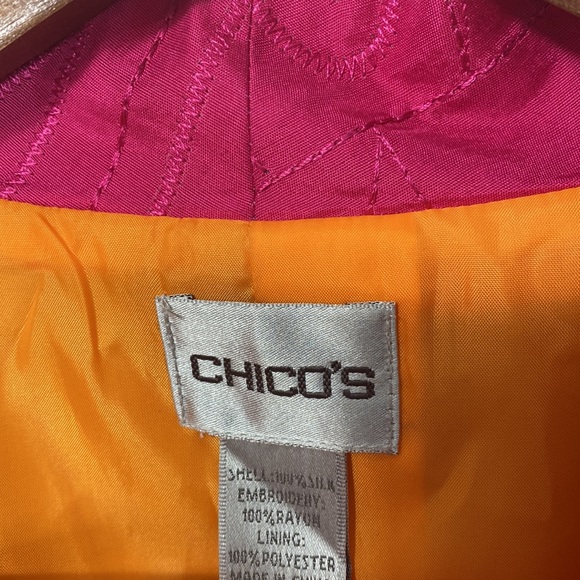 CHICO'S
SHELL:100%SILK
EMBROIDERY:
100%RAYON
LINING:
100%POLYESTER
MADE IN CHINA